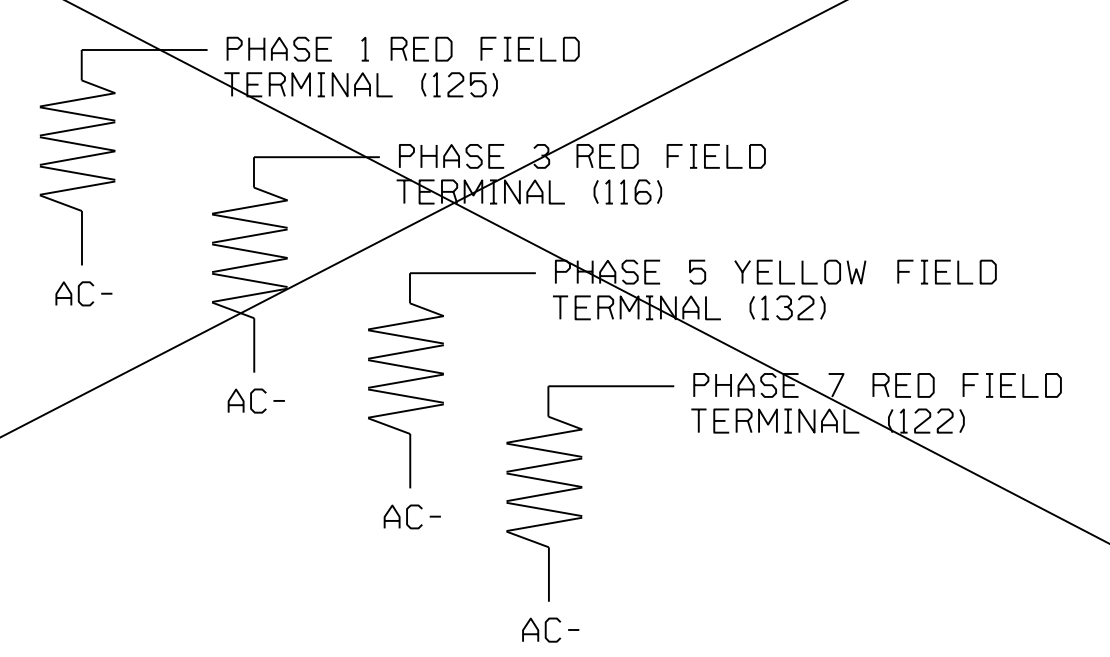 PHASE 1 RED FIELD
TERMINAL (125)
AC-
PHASE 3 RED FIELD
TERMINAL (116)
AC-
PHASE 5 YELLOW FIELD
TERMINAL (132)
AC-
PHASE 7 RED FIELD
TERMINAL (122)
AC-